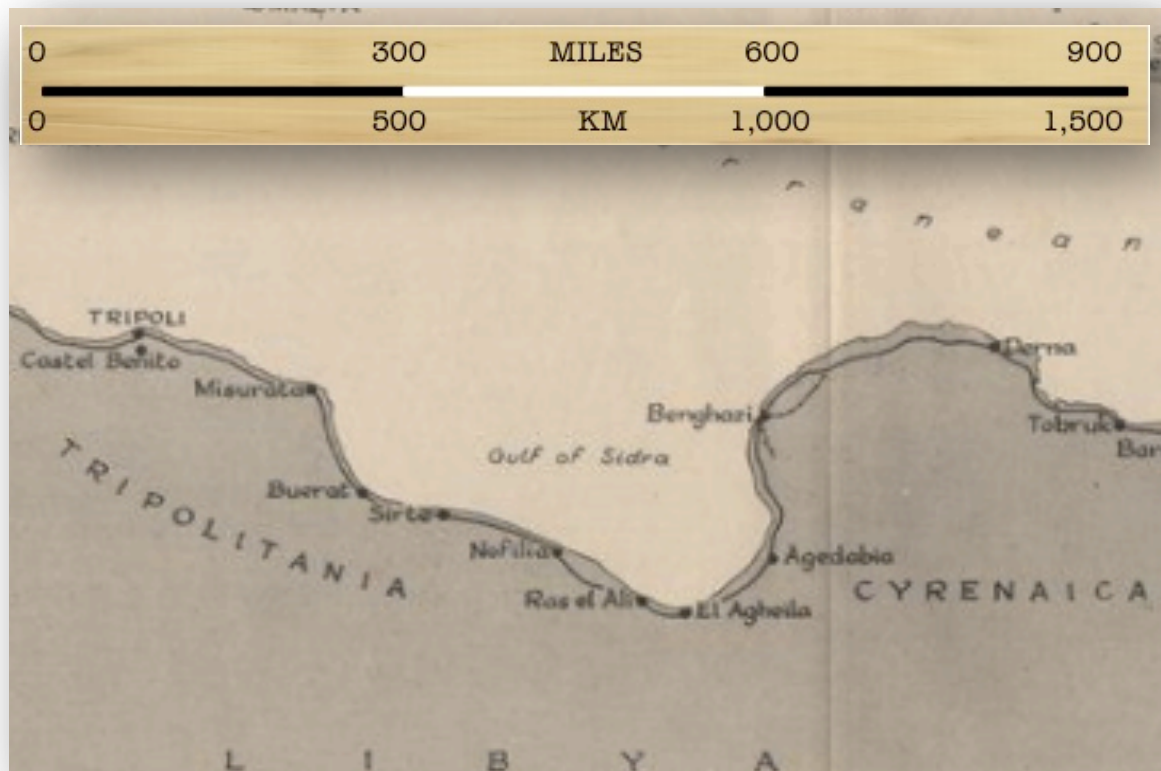 0 300 MILES 600 900
0 500 KM 1,000 1,500
r a n e a n
TRIPOLI
Castel Benito
Misurata
Derna
Benghazi
Tobruk
Bar
Gulf of Sidra
TRIPOLITANIA
Buerat
Sirte
Nofilia
Agedabia
CYRENAICA
Ras el Ali
El Agheila
LIBYA